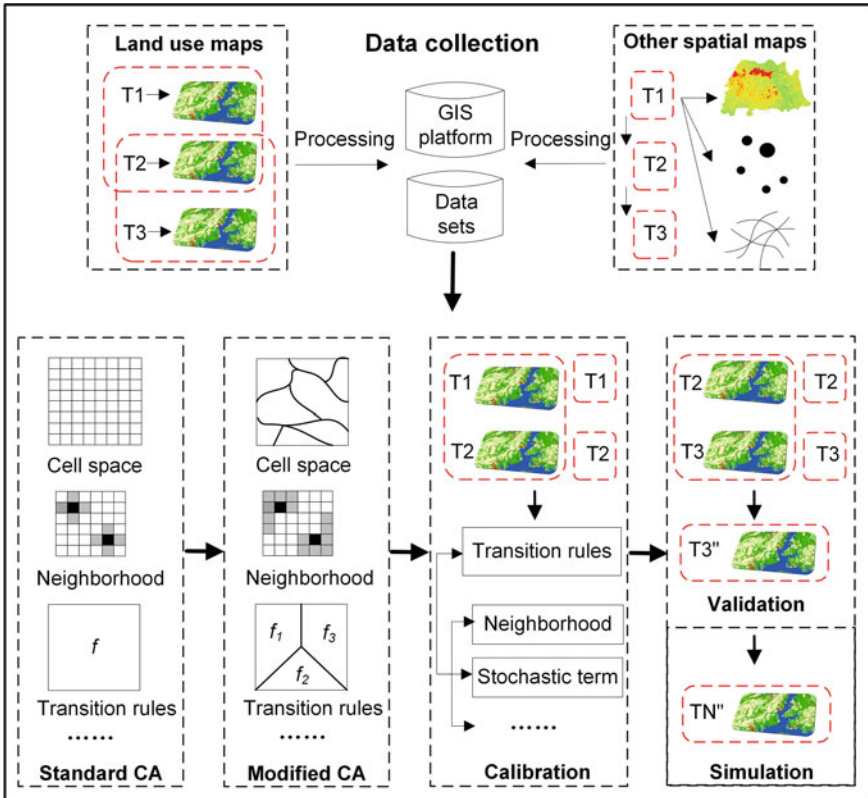 Land use maps
T1
T2
T3
Data collection
Processing
GIS
platform
Data
sets
Processing
Other spatial maps
T1
T2
T3
Cell space
Neighborhood
f
Transition rules
......
Standard CA
Cell space
Neighborhood
f1
f3
f2
Transition rules
......
Modified CA
T1
T1
T2
T2
Transition rules
Neighborhood
Stochastic term
......
Calibration
T2
T2
T3
T3
T3"
Validation
TN"
Simulation